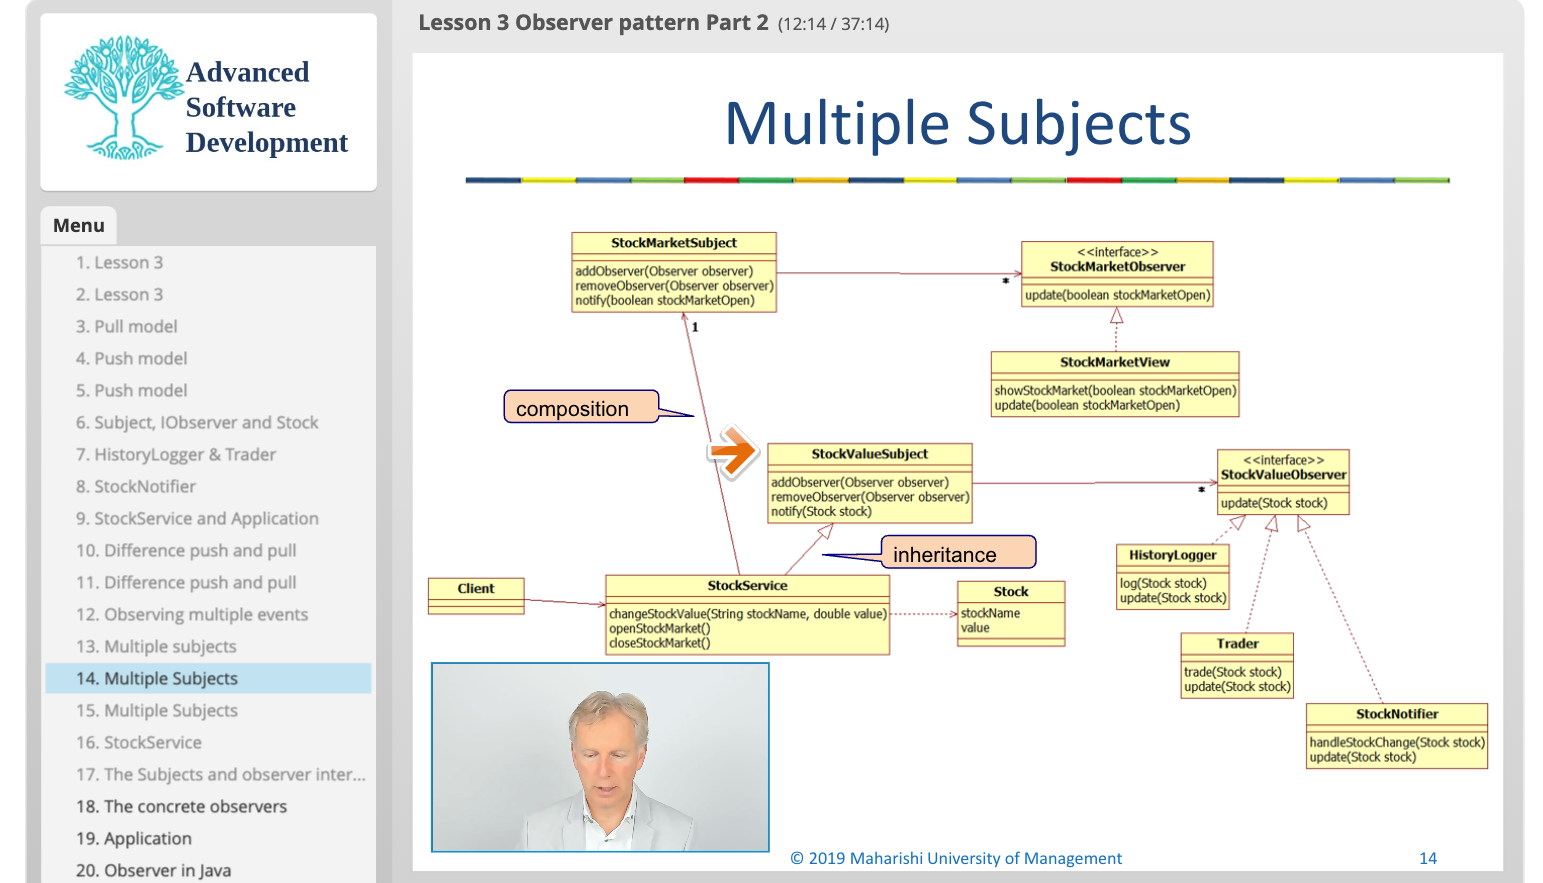 Advanced
Software
Development
Menu
1. Lesson 3
2. Lesson 3
3. Pull model
4. Push model
5. Push model
6. Subject, IObserver and Stock
7. HistoryLogger & Trader
8. StockNotifier
9. StockService and Application
10. Difference push and pull
11. Difference push and pull
12. Observing multiple events
13. Multiple subjects
14. Multiple Subjects
15. Multiple Subjects
16. StockService
17. The Subjects and observer inter...
18. The concrete observers
19. Application
20. Observer in Java
Lesson 3 Observer pattern Part 2 (12:14 / 37:14)
Multiple Subjects
StockMarketSubject
addObserver(Observer observer)
removeObserver(Observer observer)
notify(boolean stockMarketOpen)
1
*
<<interface>>
StockMarketObserver
update(boolean stockMarketOpen)
StockMarketView
showStockMarket(boolean stockMarketOpen)
update(boolean stockMarketOpen)
composition
StockValueSubject
addObserver(Observer observer)
removeObserver(Observer observer)
notify(Stock stock)
*
<<interface>>
StockValueObserver
update(Stock stock)
inheritance
HistoryLogger
log(Stock stock)
update(Stock stock)
Client
StockService
changeStockValue(String stockName, double value)
openStockMarket()
closeStockMarket()
Stock
stockName
value
Trader
trade(Stock stock)
update(Stock stock)
StockNotifier
handleStockChange(Stock stock)
update(Stock stock)
© 2019 Maharishi University of Management
14